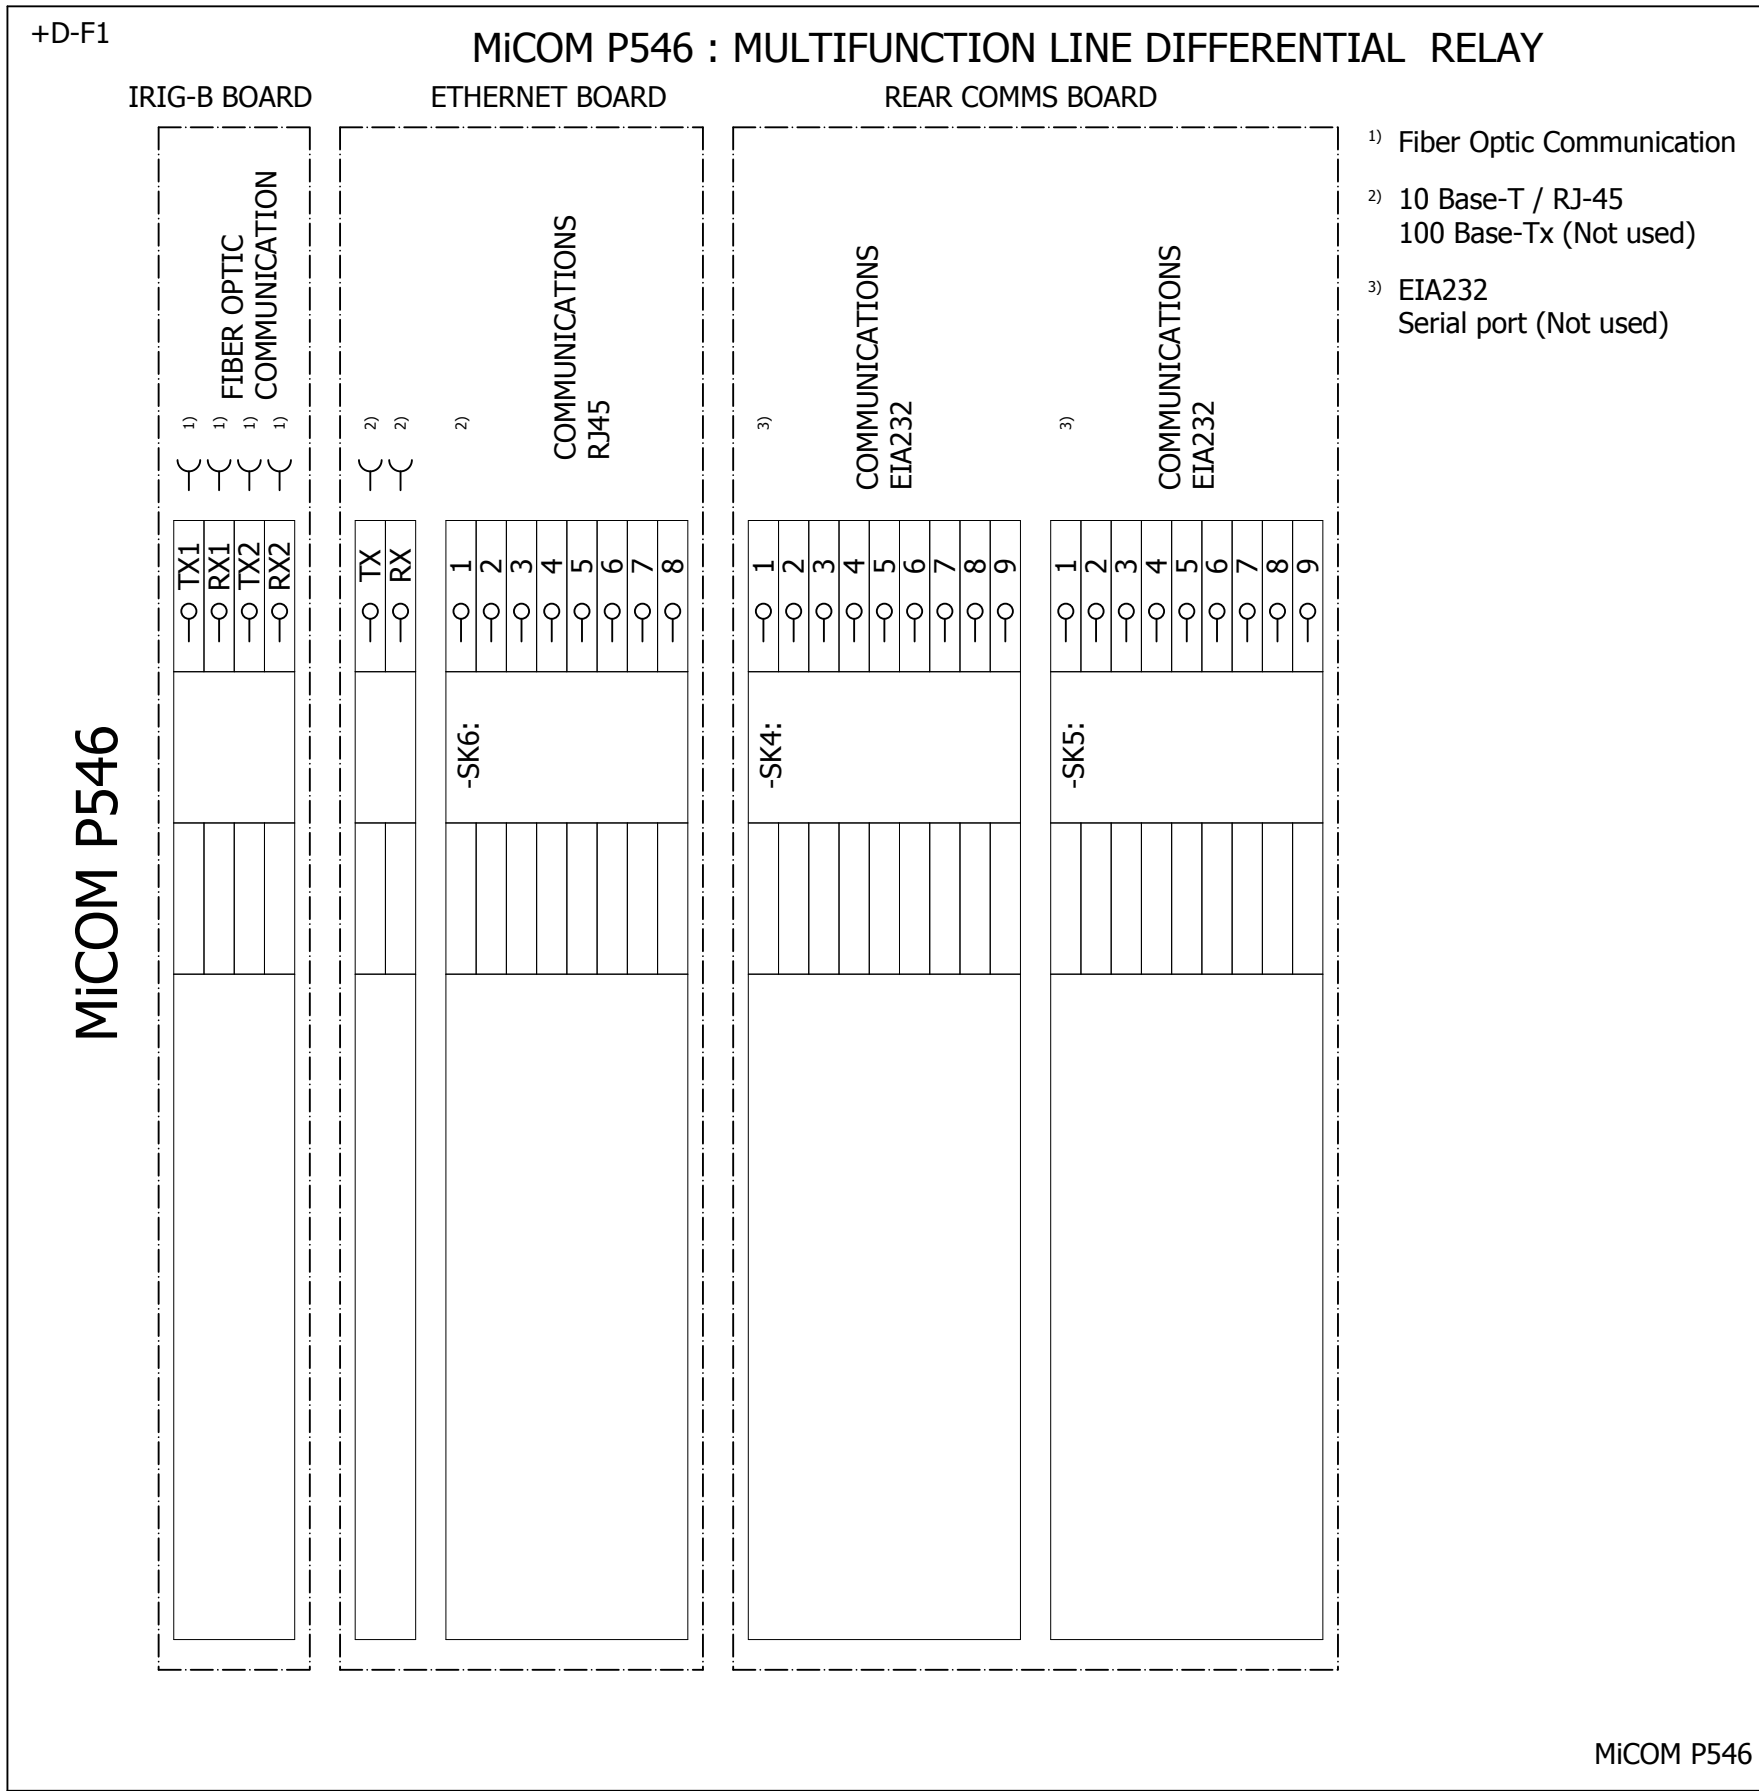 +D-F1
MiCOM P546 : MULTIFUNCTION LINE DIFFERENTIAL RELAY
IRIG-B BOARD
ETHERNET BOARD
REAR COMMS BOARD
1) Fiber Optic Communication
2) 10 Base-T / RJ-45
100 Base-Tx (Not used)
3) EIA232
Serial port (Not used)
FIBER OPTIC
COMMUNICATION
COMMUNICATIONS
RJ45
COMMUNICATIONS
EIA232
COMMUNICATIONS
EIA232
1) 1) 1) 1)
2) 2) 2)
3)
3)
TX1 RX1 TX2 RX2
TX RX
1 2 3 4 5 6 7 8
1 2 3 4 5 6 7 8 9
1 2 3 4 5 6 7 8 9
-SK6:
-SK4:
-SK5:
MiCOM P546
MiCOM P546